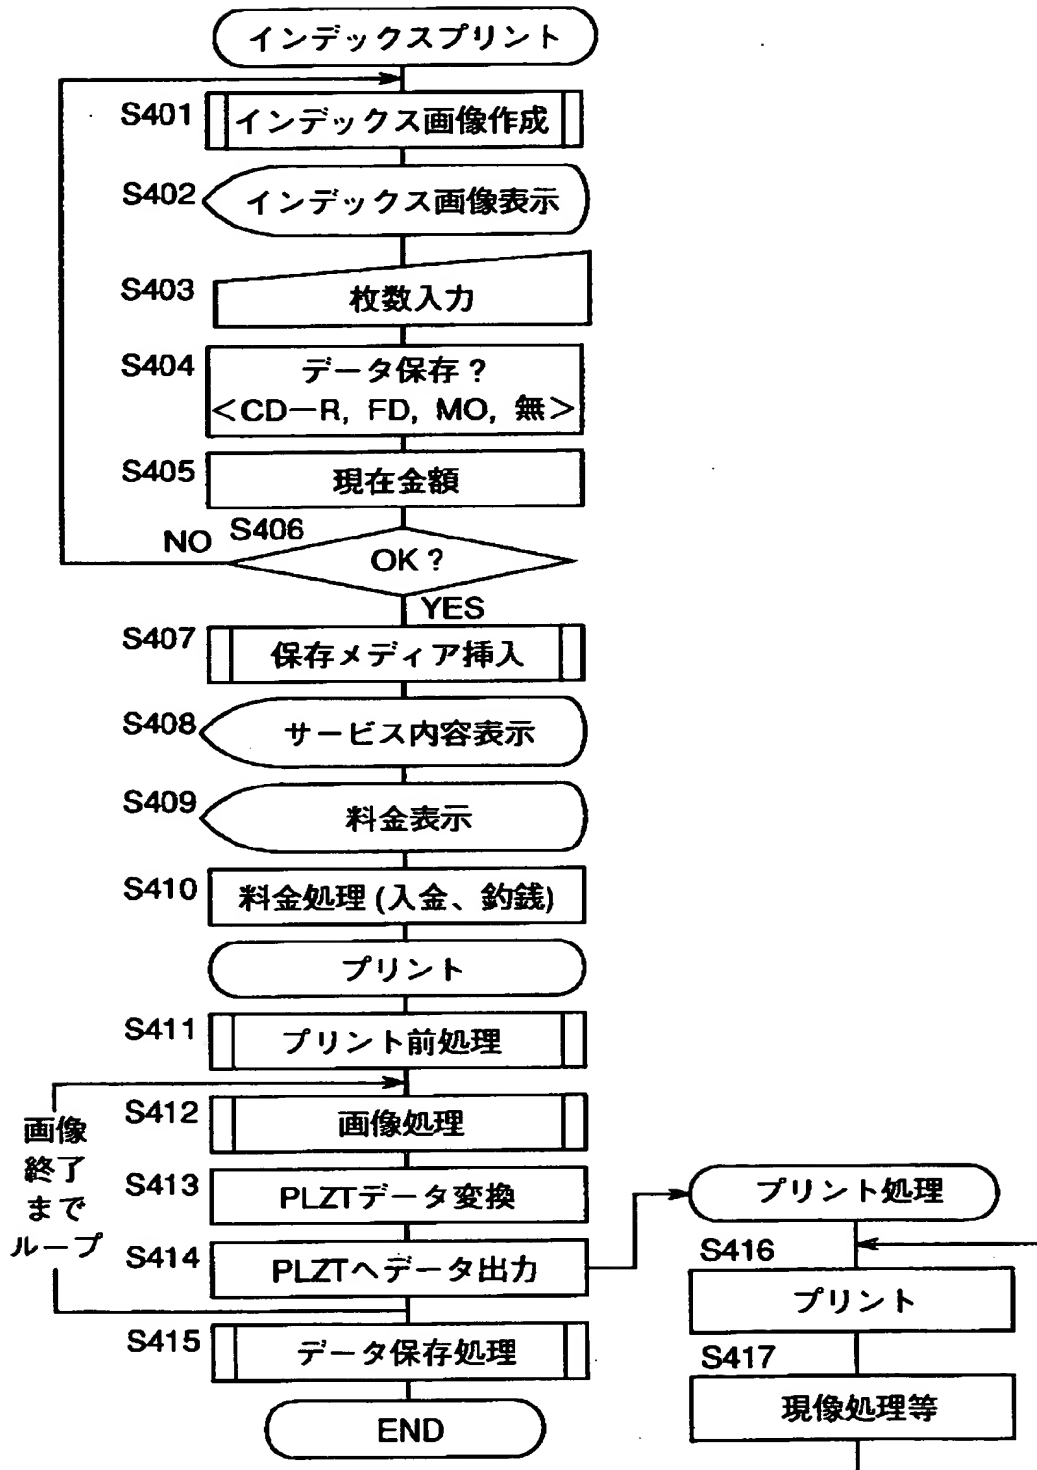 インデックスプリント
S401
インデックス画像作成
S402
インデックス画像表示
S403
枚数入力
S404
データ保存?
<CD－R, FD, MO, 無>
S405
現在金額
S406
NO
OK?
YES
S407
保存メディア挿入
S408
サービス内容表示
S409
料金表示
S410
料金処理 (入金、釣銭)
プリント
S411
プリント前処理
画像
終了
まで
ループ
S412
画像処理
S413
PLZTデータ変換
S414
PLZTへデータ出力
S415
データ保存処理
END
プリント処理
S416
プリント
S417
現像処理等